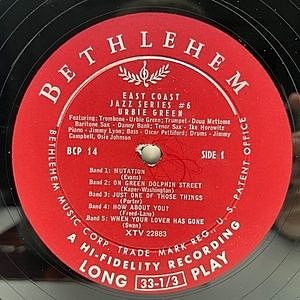 BETHLEHEM
EAST COAST
JAZZ SERIES #6
URBIE GREEN
Featuring: Trombone - Urbie Green; Trumpet - Doug Mettome
Baritone Sax - Danny Bank; Tenor Sax - Ike Horowitz
Piano - Jimmy Lyon; Bass - Oscar Pettiford; Drums - Jimmy
Campbell, Osie Johnson
BCP 14
SIDE 1
Band 1: MUTATION
(Evans)
Band 2: ON GREEN DOLPHIN STREET
(Kaper-Washington)
Band 3: JUST ONE OF THOSE THINGS
(Porter)
Band 4: HOW ABOUT YOU?
(Freed-Lane)
Band 5: WHEN YOUR LOVER HAS GONE
(Swan)
XTV 22883
BETHLEHEM MUSIC CORP. TRADE MARK REG., U.S. PATENT OFFICE
A HI-FIDELITY RECORDING
LONG 33-1/3 PLAY